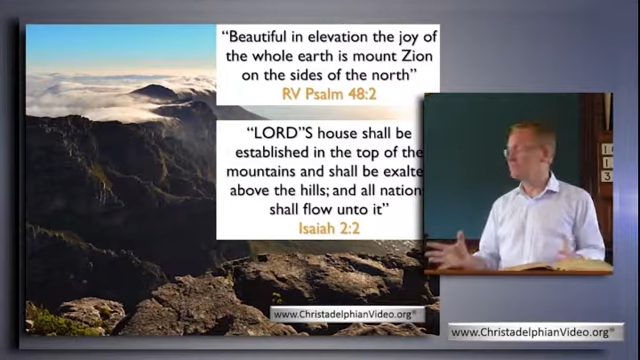 “Beautiful in elevation the joy of
the whole earth is mount Zion
on the sides of the north”
RV Psalm 48:2
“LORD”S house shall be
established in the top of the
mountains and shall be
above the hills; and all
shall flow unto it”
Isaiah 2:2
www.ChristadelphianVideo.org®
www.ChristadelphianVideo.org®